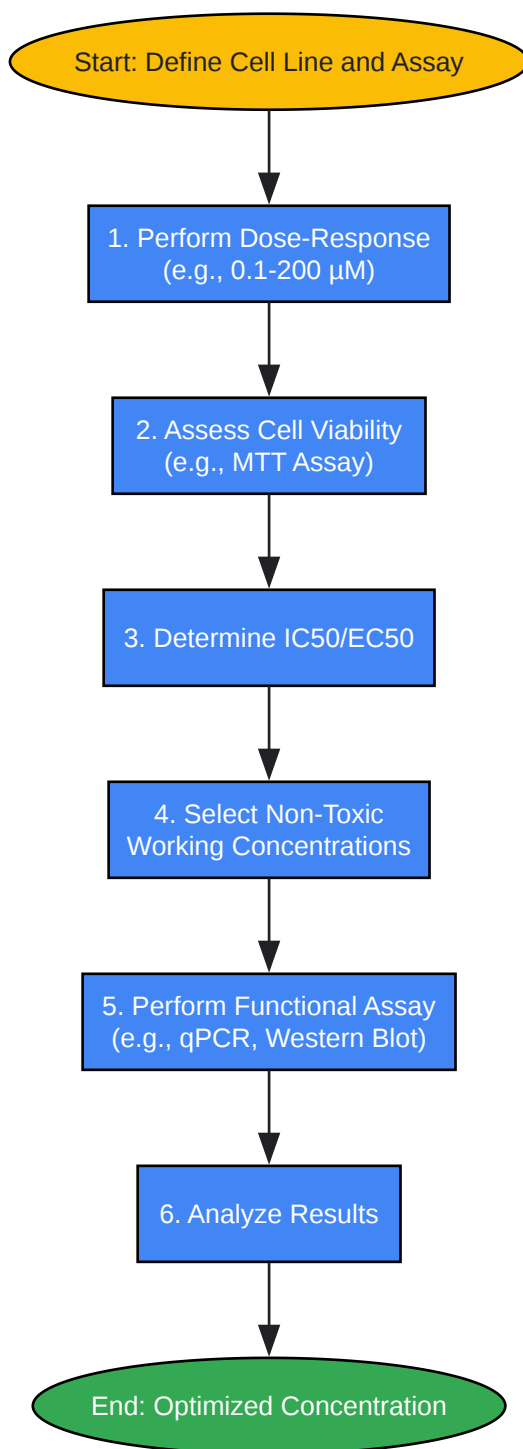 Start: Define Cell Line and Assay
1. Perform Dose-Response
(e.g., 0.1-200 µM)
2. Assess Cell Viability
(e.g., MTT Assay)
3. Determine IC50/EC50
4. Select Non-Toxic
Working Concentrations
5. Perform Functional Assay
(e.g., qPCR, Western Blot)
6. Analyze Results
End: Optimized Concentration